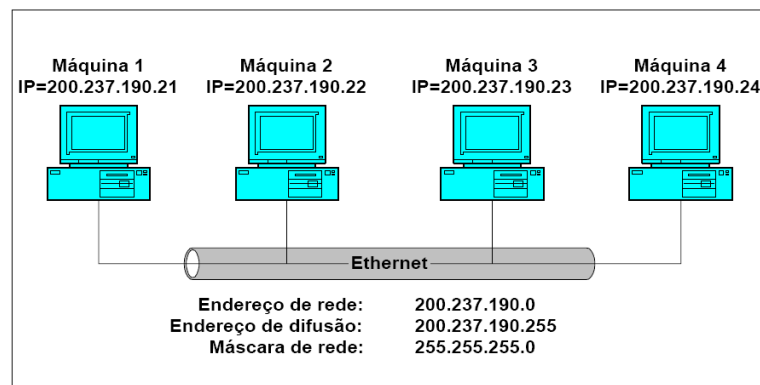 Máquina 1 Máquina 2 Máquina 3 Máquina 4
IP=200.237.190.21 IP=200.237.190.22 IP=200.237.190.23 IP=200.237.190.24
Ethernet
Endereço de rede: 200.237.190.0
Endereço de difusão: 200.237.190.255
Máscara de rede: 255.255.255.0